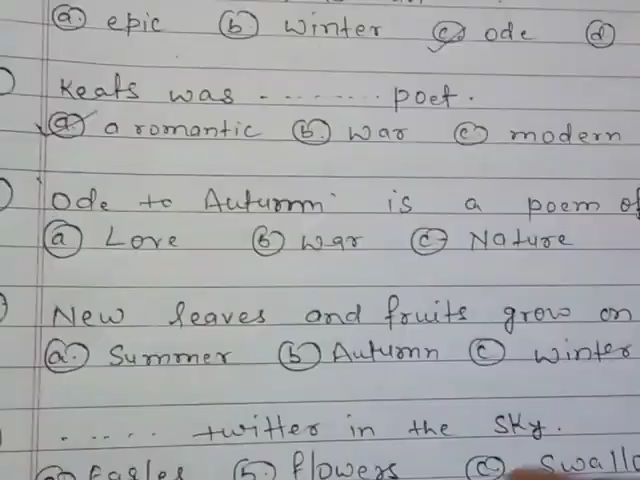 a. epic b winter c ode d
Keats was ........ poet.
a. a romantic b war c modern
Ode to Autumn is a poem of
a Love b war c Nature
New leaves and fruits grow on
a. Summer b Autumn c winter
..... twitter in the sky.
a Eagles b. flowers c